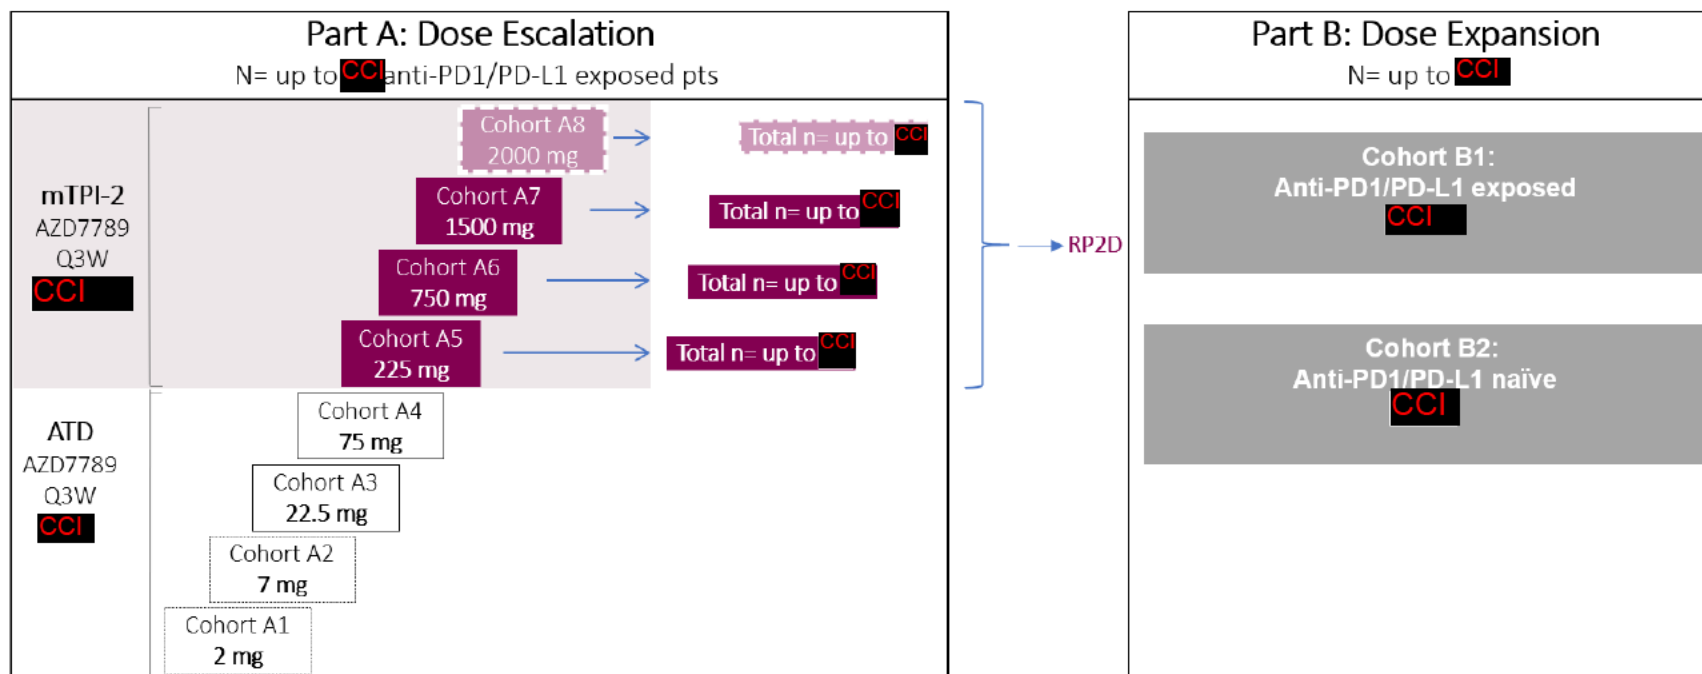 Part A: Dose Escalation
N= up to CCI anti-PD1/PD-L1 exposed pts
mTPI-2
AZD7789
Q3W
CCI
Cohort A8
2000 mg
Total n= up to CCI
Cohort A7
1500 mg
Total n= up to CCI
Cohort A6
750 mg
Total n= up to CCI
Cohort A5
225 mg
Total n= up to CCI
ATD
AZD7789
Q3W
CCI
Cohort A4
75 mg
Cohort A3
22.5 mg
Cohort A2
7 mg
Cohort A1
2 mg
RP2D
Part B: Dose Expansion
N= up to CCI
Cohort B1:
Anti-PD1/PD-L1 exposed
CCI
Cohort B2:
Anti-PD1/PD-L1 naïve
CCI